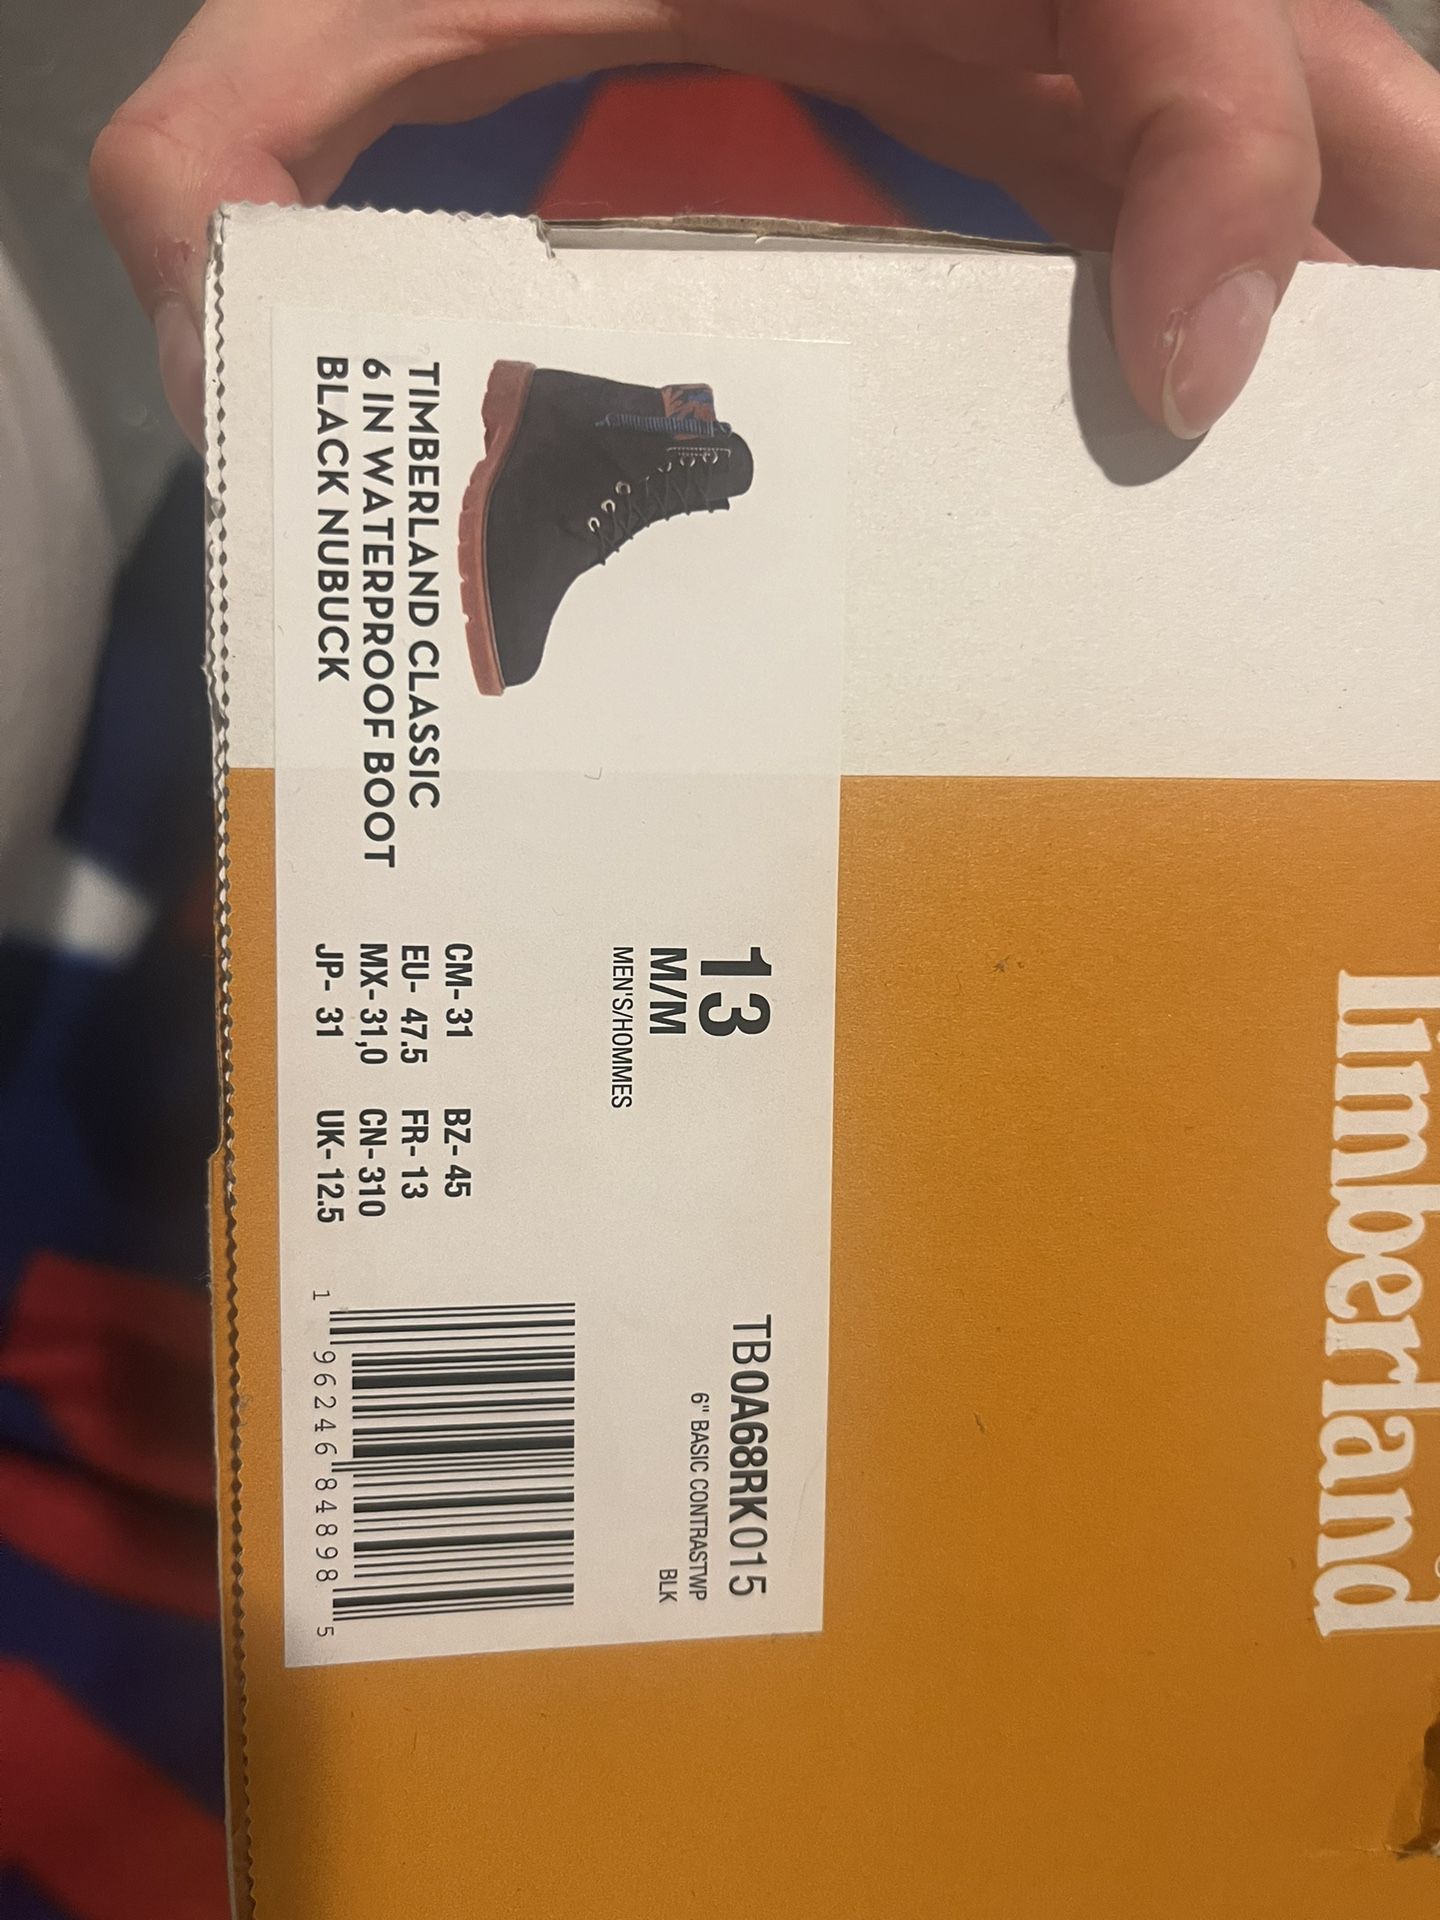 TIMBERLAND CLASSIC
6 IN WATERPROOF BOOT
BLACK NUBUCK
13
M/M
MEN'S/HOMMES
CM- 31 BZ- 45
EU- 47.5 FR- 13
MX- 31,0 CN- 310
JP- 31 UK- 12.5
TB0A68RK015
6" BASIC CONTRASTWP
BLK
1 96246 84898 5
Timberland